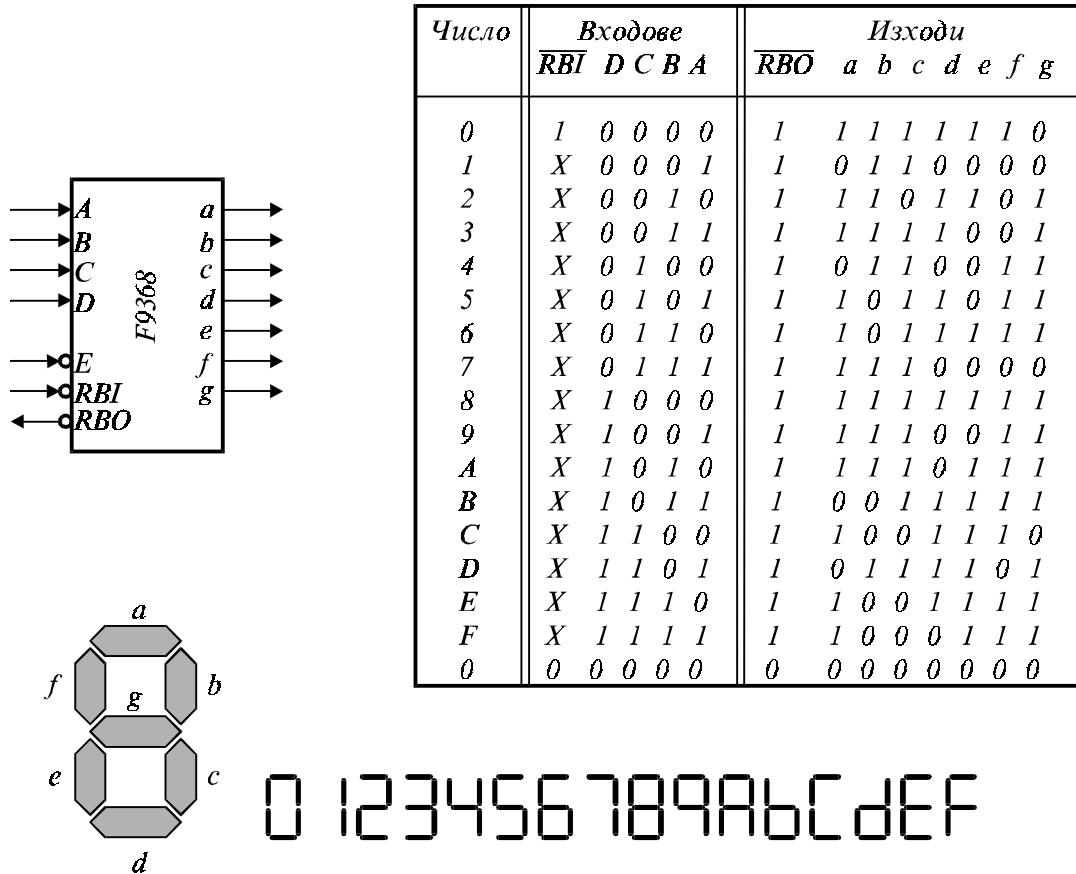 Число Входове Изходи
RBI D C B A RBO a b c d e f g
0 1 0 0 0 0 1 1 1 1 1 1 1 0
1 X 0 0 0 1 1 0 1 1 0 0 0 0
2 X 0 0 1 0 1 1 1 0 1 1 0 1
3 X 0 0 1 1 1 1 1 1 1 0 0 1
4 X 0 1 0 0 1 0 1 1 0 0 1 1
5 X 0 1 0 1 1 1 0 1 1 0 1 1
6 X 0 1 1 0 1 1 0 1 1 1 1 1
7 X 0 1 1 1 1 1 1 1 0 0 0 0
8 X 1 0 0 0 1 1 1 1 1 1 1 1
9 X 1 0 0 1 1 1 1 1 0 0 1 1
A X 1 0 1 0 1 1 1 1 0 1 1 1
B X 1 0 1 1 1 0 0 1 1 1 1 1
C X 1 1 0 0 1 1 0 0 1 1 1 0
D X 1 1 0 1 1 0 1 1 1 1 0 1
E X 1 1 1 0 1 1 0 0 1 1 1 1
F X 1 1 1 1 1 1 0 0 0 1 1 1
0 0 0 0 0 0 0 0 0 0 0 0 0 0
A a
B b
C c
D d
e
E f
RBI g
RBO
F9368
a
f g b
e c
d
0123456789AbCdEF